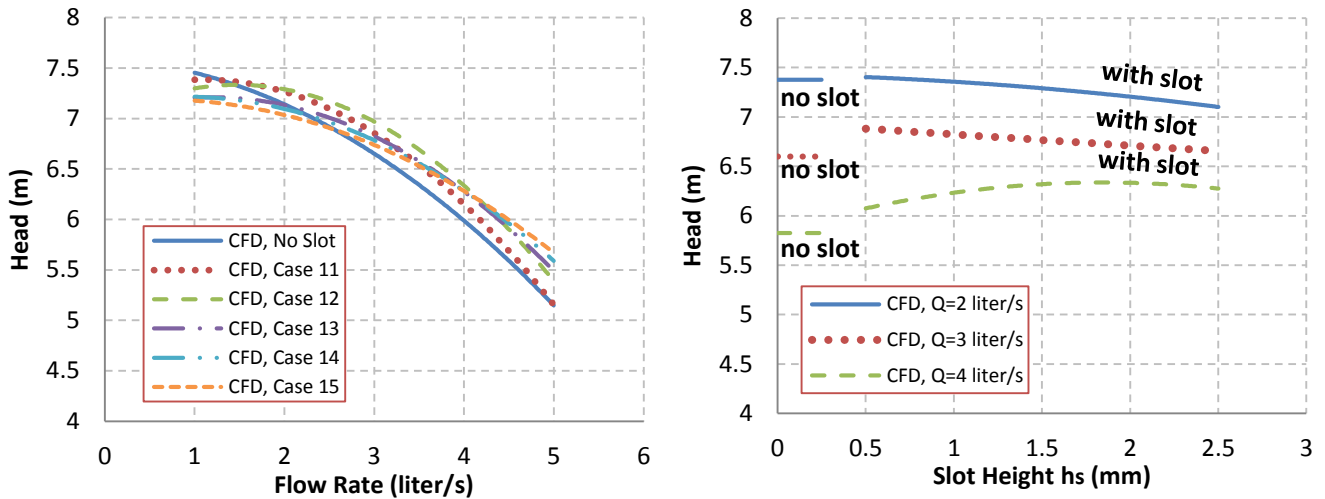 8
7.5
7
6.5
6
5.5
5
4.5
4
Head (m)
CFD, No Slot
CFD, Case 11
CFD, Case 12
CFD, Case 13
CFD, Case 14
CFD, Case 15
0 1 2 3 4 5 6
Flow Rate (liter/s)
8
7.5
7
6.5
6
5.5
5
4.5
4
Head (m)
with slot
no slot
with slot
no slot
with slot
no slot
CFD, Q=2 liter/s
CFD, Q=3 liter/s
CFD, Q=4 liter/s
0 0.5 1 1.5 2 2.5 3
Slot Height hs (mm)